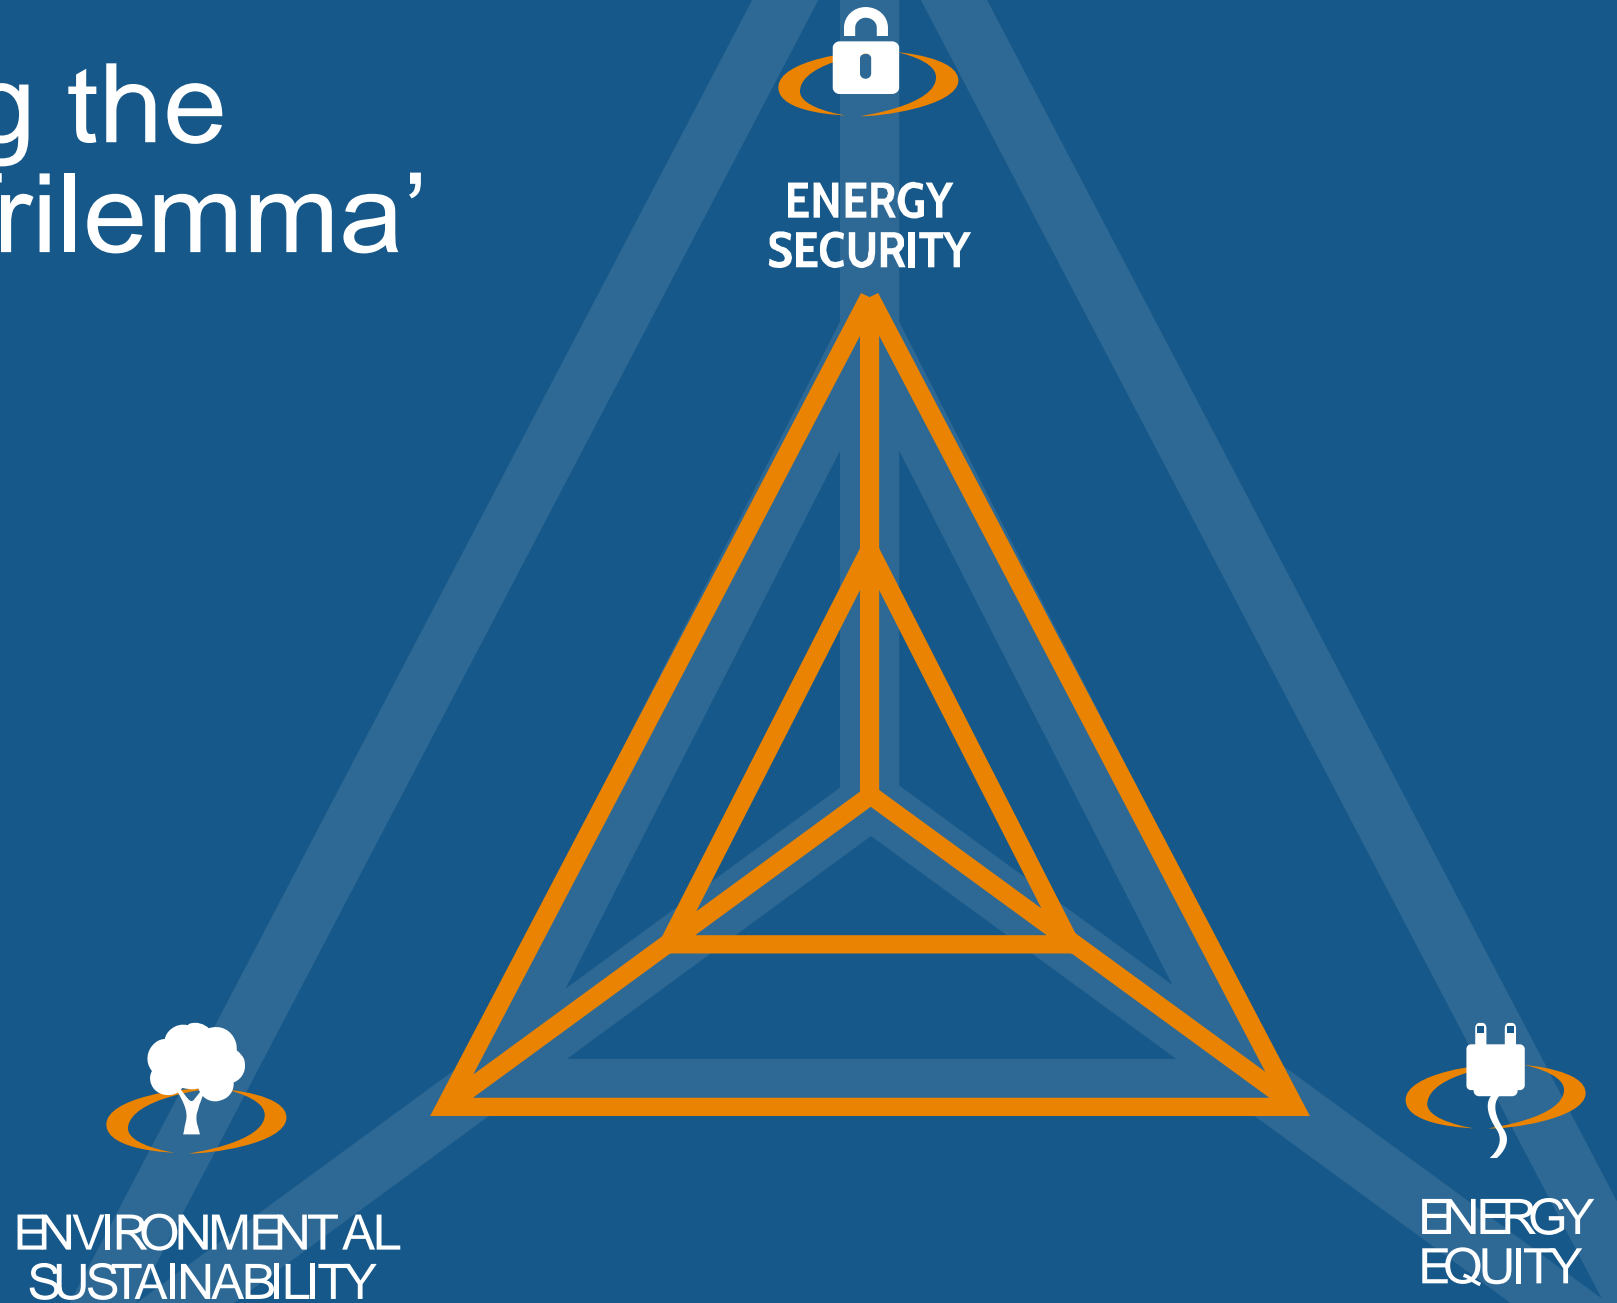 g the
rilemma’
ENERGY
SECURITY
ENVIRONMENTAL
SUSTAINABILITY
ENERGY
EQUITY